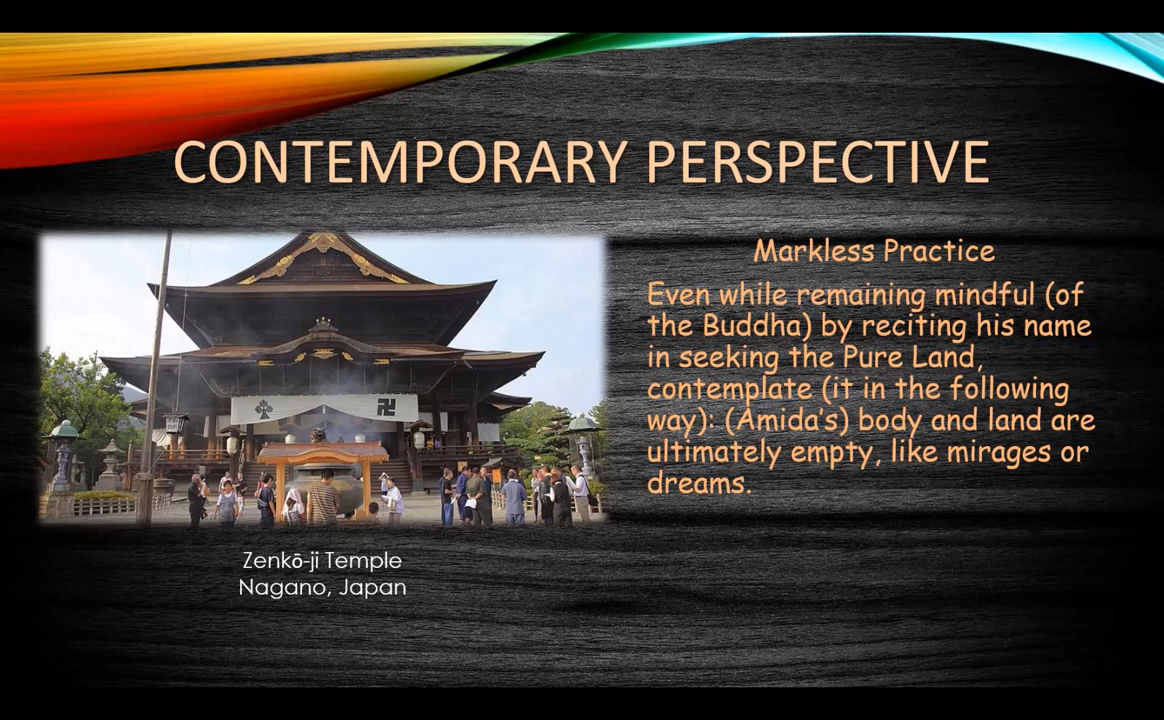 CONTEMPORARY PERSPECTIVE
Markless Practice
Even while remaining mindful (of
the Buddha) by reciting his name
in seeking the Pure Land,
contemplate (it in the following
way): (Amida's) body and land are
ultimately empty, like mirages or
dreams.
卍
Zenkō-ji Temple
Nagano, Japan